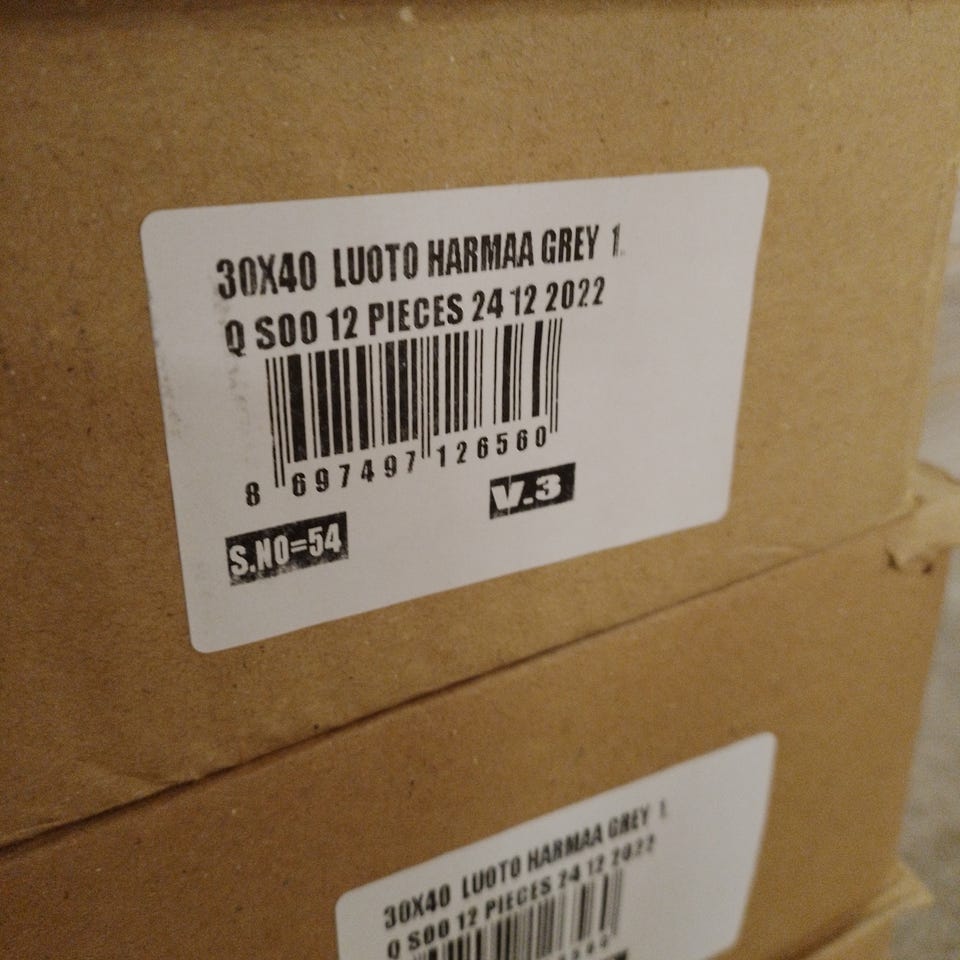 30X40 LUOTO HARMAA GREY 1.
Q S00 12 PIECES 24 12 2022
8 697497 126560
V.3
S.NO=54
30X40 LUOTO HARMAA GREY 1.
Q S00 12 PIECES 24 12 2022